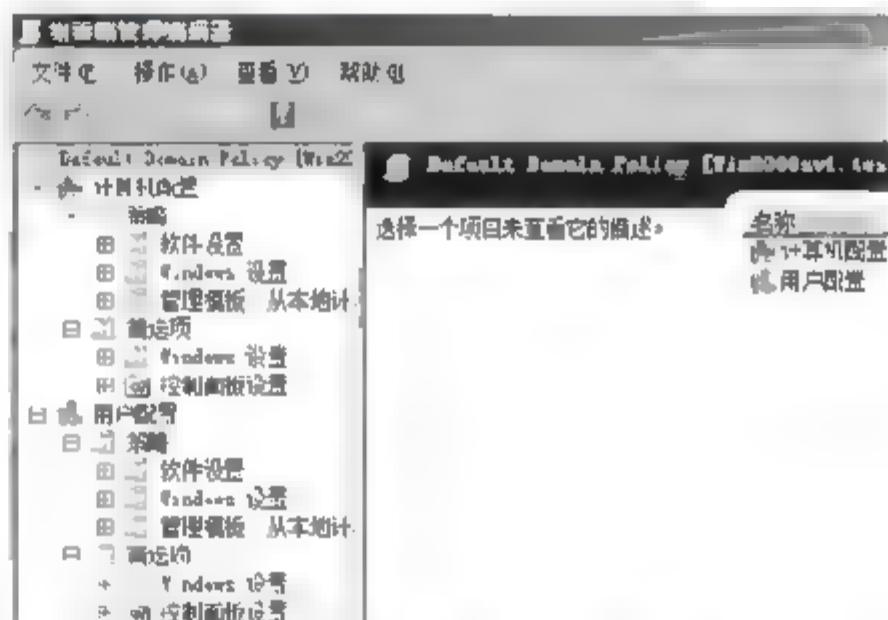 组策略管理编辑器
文件(F) 操作(A) 查看(V) 帮助(H)
Default Domain Policy [Win20
计算机配置
策略
软件设置
Windows 设置
管理模板 从本地计
首选项
Windows 设置
控制面板设置
用户配置
策略
软件设置
Windows 设置
管理模板 从本地计
首选项
Windows 设置
控制面板设置
Default Domain Policy
选择一个项目来查看它的描述。
名称
计算机配置
用户配置